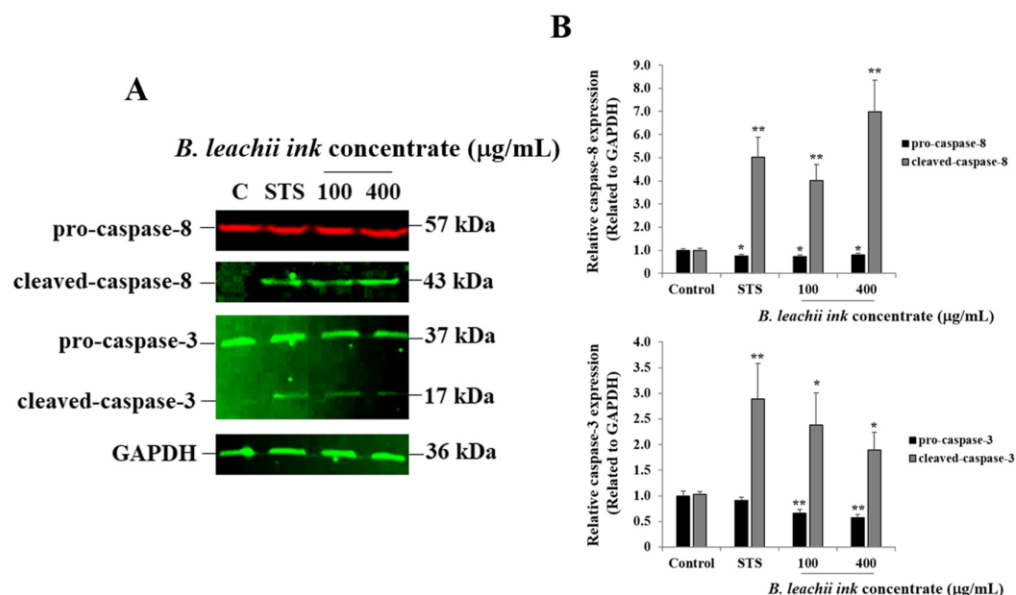 A
B. leachii ink concentrate (µg/mL)
C STS 100 400
pro-caspase-8 57 kDa
cleaved-caspase-8 43 kDa
pro-caspase-3 37 kDa
cleaved-caspase-3 17 kDa
GAPDH 36 kDa
B
Relative caspase-8 expression
(Related to GAPDH)
9.0
8.0
7.0
6.0
5.0
4.0
3.0
2.0
1.0
0
** ** ** * * *
pro-caspase-8
cleaved-caspase-8
Control STS 100 400
B. leachii ink concentrate (µg/mL)
Relative caspase-3 expression
(Related to GAPDH)
4.0
3.5
3.0
2.5
2.0
1.5
1.0
0.5
0
** * * ** **
pro-caspase-3
cleaved-caspase-3
Control STS 100 400
B. leachii ink concentrate (µg/mL)